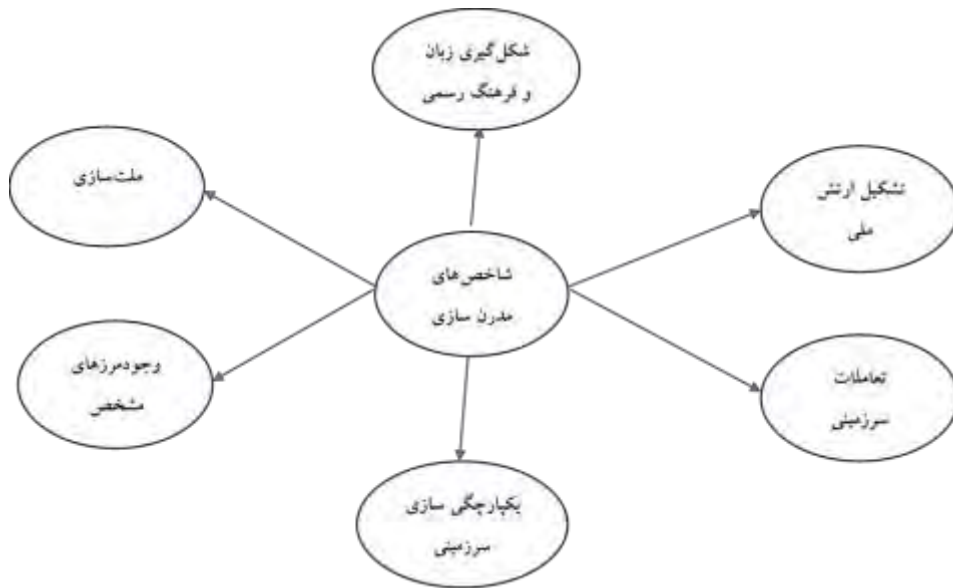 شکل‌گیری زبان
و فرهنگ رسمی
ملت‌سازی
تشکیل ارتش
ملی
شاخص‌های
مدرن سازی
وجودمرزهای
مشخص
تعاملات
سرزمینی
یکپارچگی سازی
سرزمینی